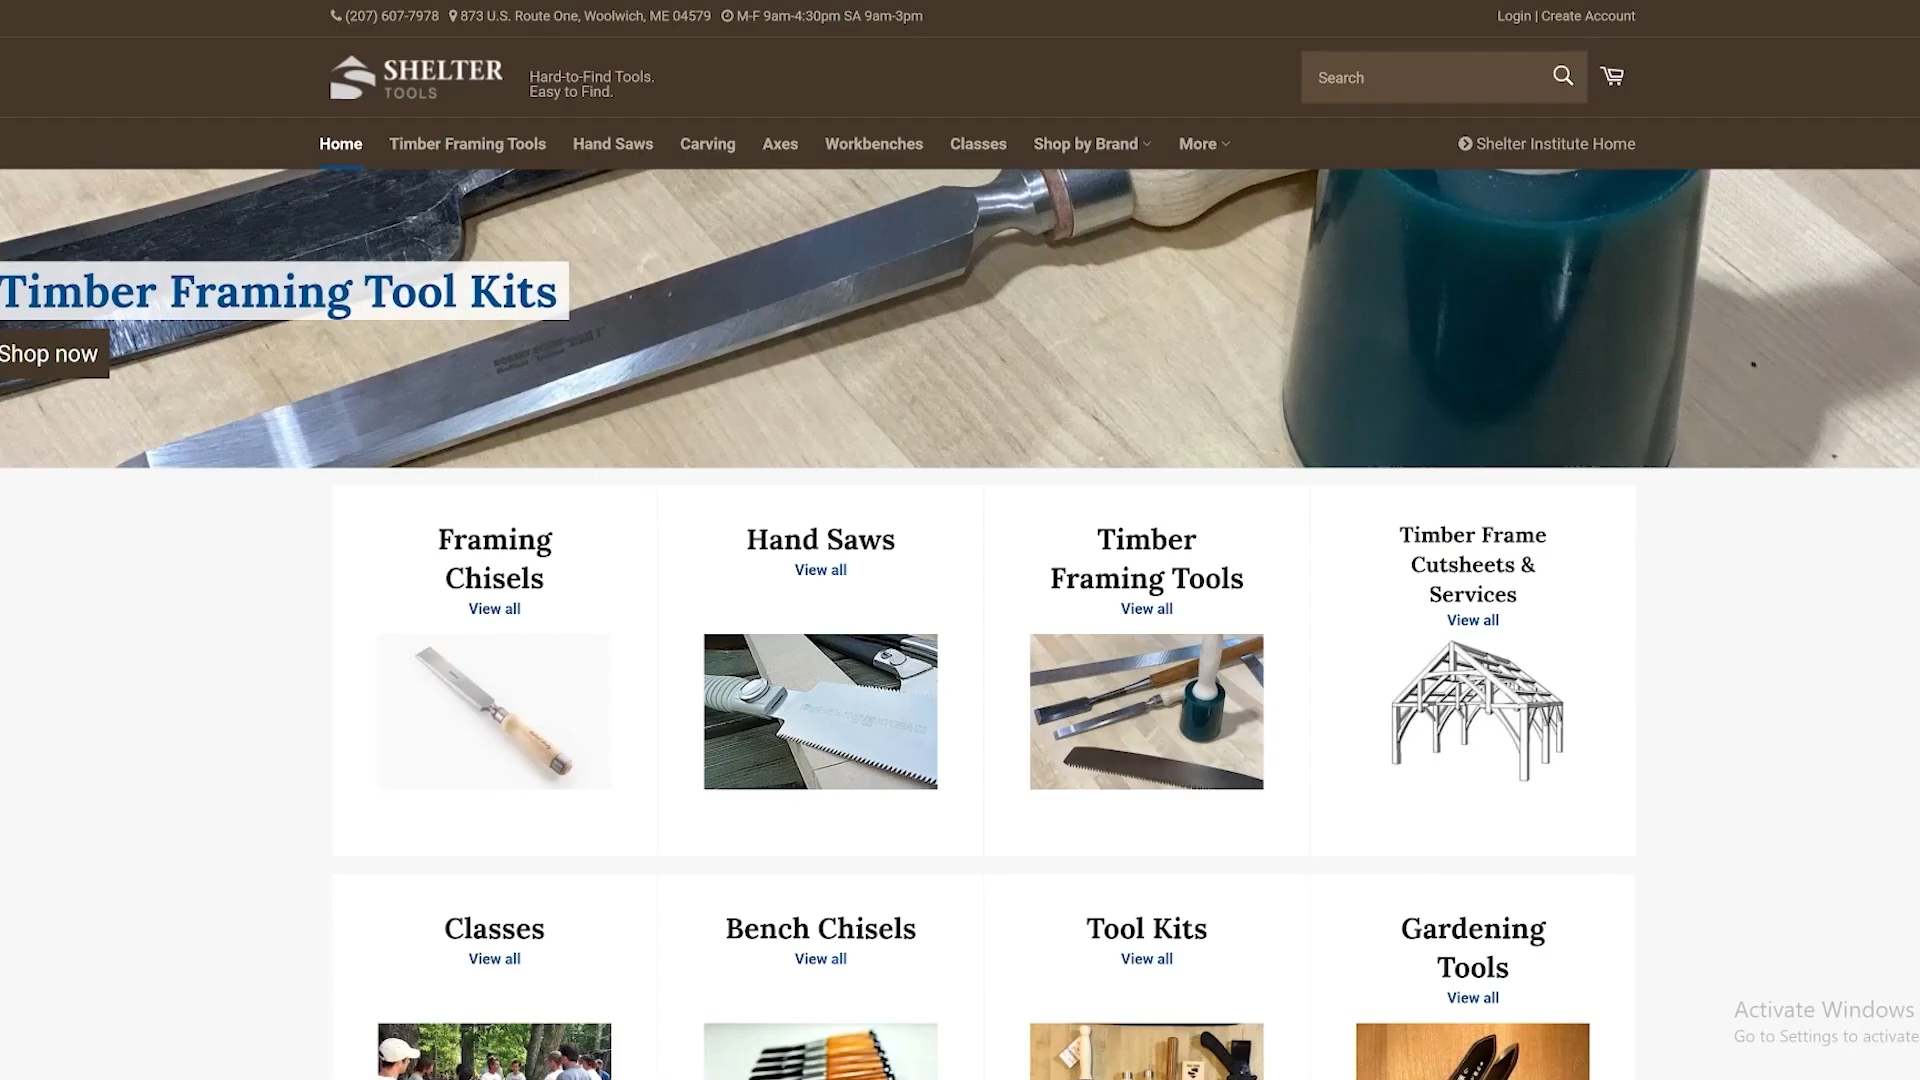 (207) 607-7978 873 U.S. Route One, Woolwich, ME 04579 M-F 9am-4:30pm SA 9am-3pm
Login | Create Account
SHELTER
TOOLS
Hard-to-Find Tools.
Easy to Find.
Search
Home Timber Framing Tools Hand Saws Carving Axes Workbenches Classes Shop by Brand More Shelter Institute Home
Timber Framing Tool Kits
Shop now
Framing
Chisels
View all
Hand Saws
View all
Timber
Framing Tools
View all
Timber Frame
Cutsheets &
Services
View all
Classes
View all
Bench Chisels
View all
Tool Kits
View all
Gardening
Tools
View all
Activate Windows
Go to Settings to activate